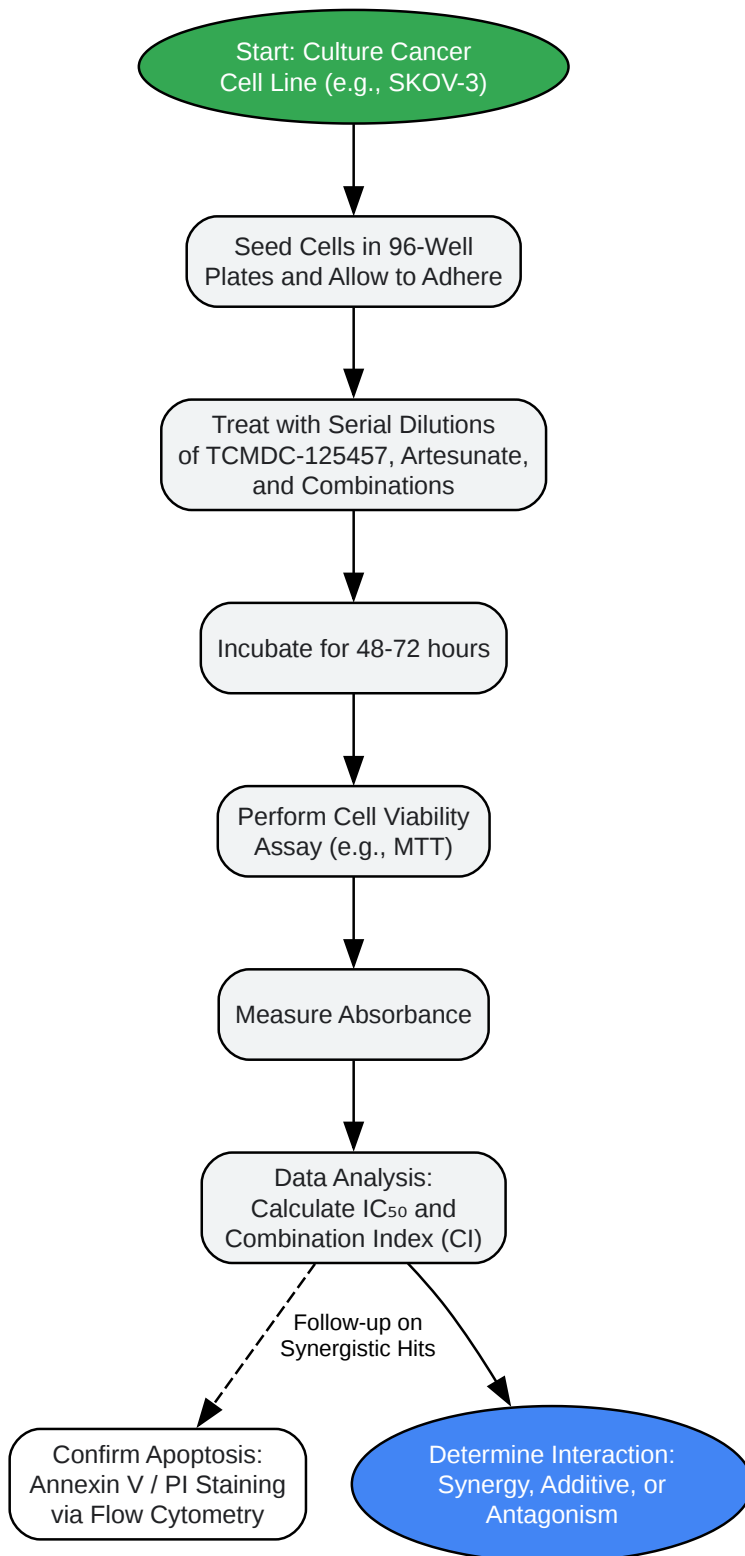 Start: Culture Cancer
Cell Line (e.g., SKOV-3)
Seed Cells in 96-Well
Plates and Allow to Adhere
Treat with Serial Dilutions
of TCMDC-125457, Artesunate,
and Combinations
Incubate for 48-72 hours
Perform Cell Viability
Assay (e.g., MTT)
Measure Absorbance
Data Analysis:
Calculate IC₅₀ and
Combination Index (CI)
Follow-up on
Synergistic Hits
Confirm Apoptosis:
Annexin V / PI Staining
via Flow Cytometry
Determine Interaction:
Synergy, Additive, or
Antagonism